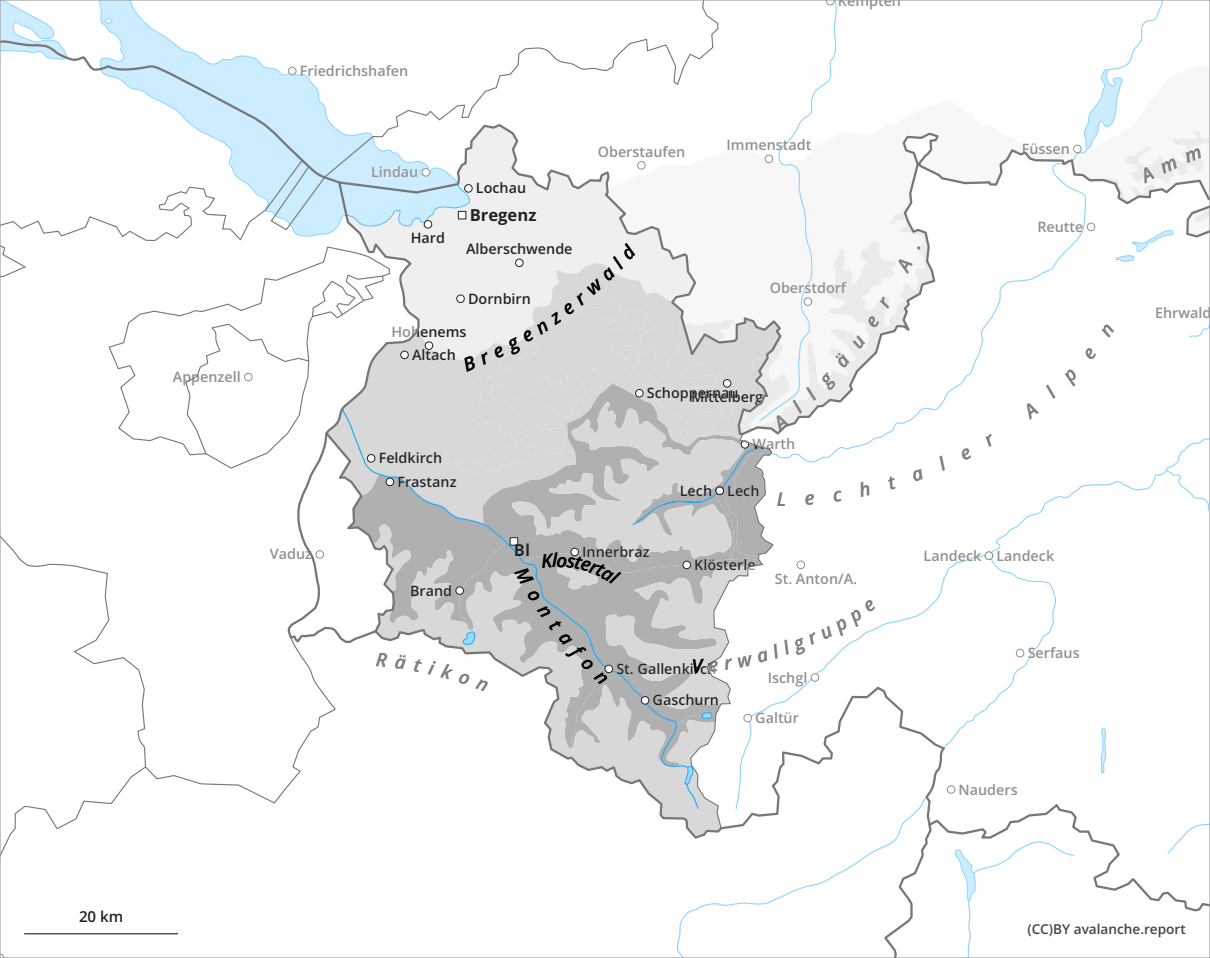 Kempten
Friedrichshafen
Immenstadt
Oberstaufen
Füssen
Amm
Lindau
Lochau
Bregenz
Hard
Reutte
Alberschwende
Bregenzerwald
Allgäuer A.
Oberstdorf
Dornbirn
Ehrwald
Hohenems
Altach
Appenzell
Schoppernau
Mittelberg
Lechtaler Alpen
Warth
Feldkirch
Frastanz
Lech
Lech
Bl
Klostertal
Innerbraz
Klösterle
Vaduz
Landeck
Landeck
St. Anton/A.
Brand
Montafon
Verwallgruppe
Rätikon
St. Gallenkirch
Serfaus
Ischgl
Gaschurn
Galtür
Nauders
20 km
(CC)BY avalanche.report